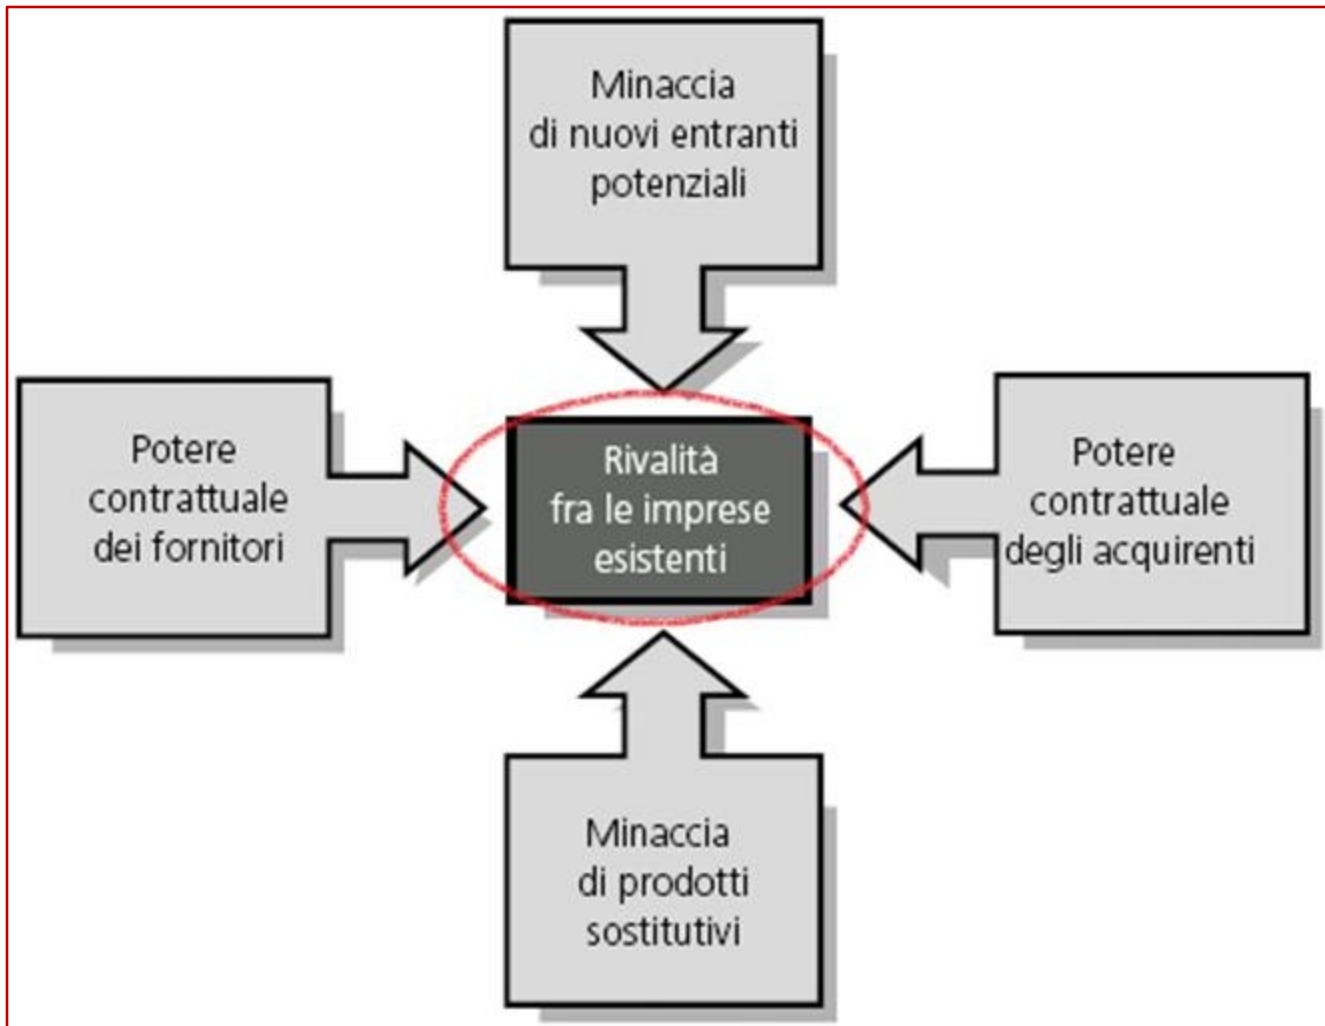 Minaccia
di nuovi entranti
potenziali
Potere
contrattuale
dei fornitori
Rivalità
fra le imprese
esistenti
Potere
contrattuale
degli acquirenti
Minaccia
di prodotti
sostitutivi